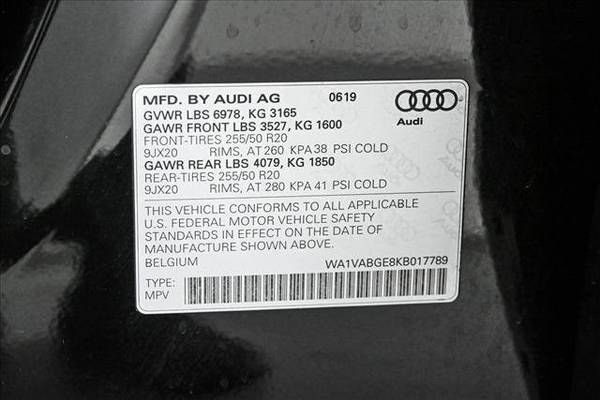 MFD. BY AUDI AG 0619
GVWR LBS 6978, KG 3165
GAWR FRONT LBS 3527, KG 1600
FRONT-TIRES 255/50 R20
9JX20 RIMS, AT 260 KPA 38 PSI COLD
GAWR REAR LBS 4079, KG 1850
REAR-TIRES 255/50 R20
9JX20 RIMS, AT 280 KPA 41 PSI COLD
Audi
THIS VEHICLE CONFORMS TO ALL APPLICABLE
U.S. FEDERAL MOTOR VEHICLE SAFETY
STANDARDS IN EFFECT ON THE DATE OF
MANUFACTURE SHOWN ABOVE.
BELGIUM WA1VABGE8KB017789
TYPE:
MPV